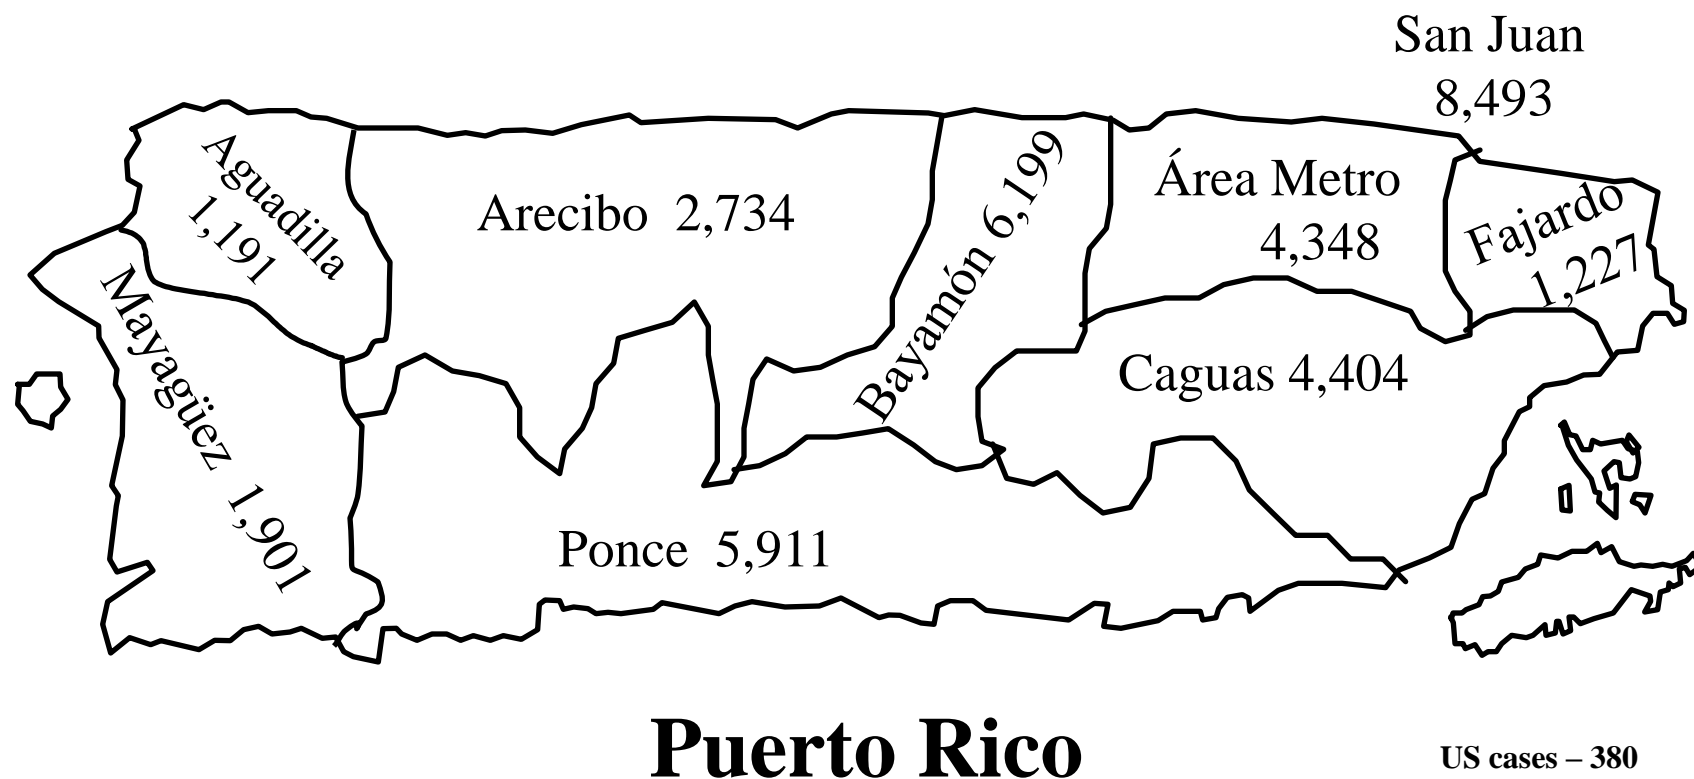 San Juan
8,493
Aguadilla
1,191
Arecibo 2,734
Bayamón 6,199
Área Metro
4,348
Fajardo
1,227
Mayagüez 1,901
Caguas 4,404
Ponce 5,911
Puerto Rico
US cases – 380